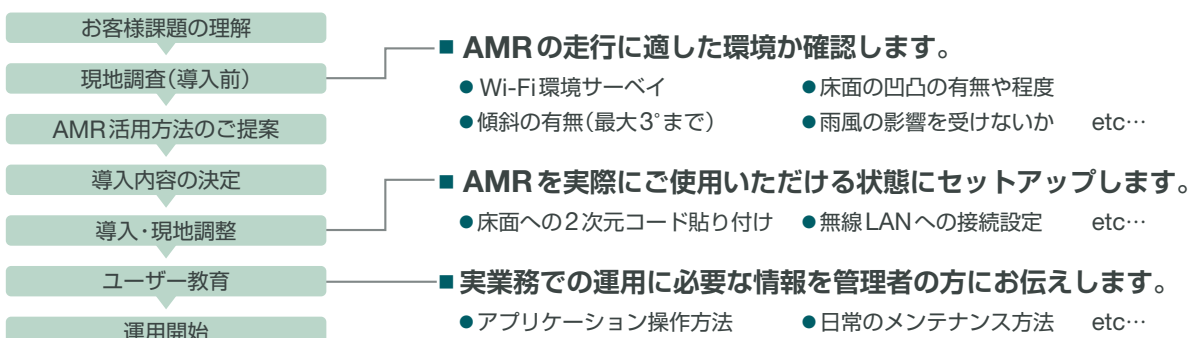 お客様課題の理解
現地調査(導入前)
AMR活用方法のご提案
導入内容の決定
導入・現地調整
ユーザー教育
運用開始
■ AMRの走行に適した環境か確認します。
●Wi-Fi環境サーベイ ●床面の凹凸の有無や程度
●傾斜の有無(最大3°まで) ●雨風の影響を受けないか etc…
■ AMRを実際にご使用いただける状態にセットアップします。
●床面への2次元コード貼り付け ●無線LANへの接続設定 etc…
■ 実業務での運用に必要な情報を管理者の方にお伝えします。
●アプリケーション操作方法 ●日常のメンテナンス方法 etc…